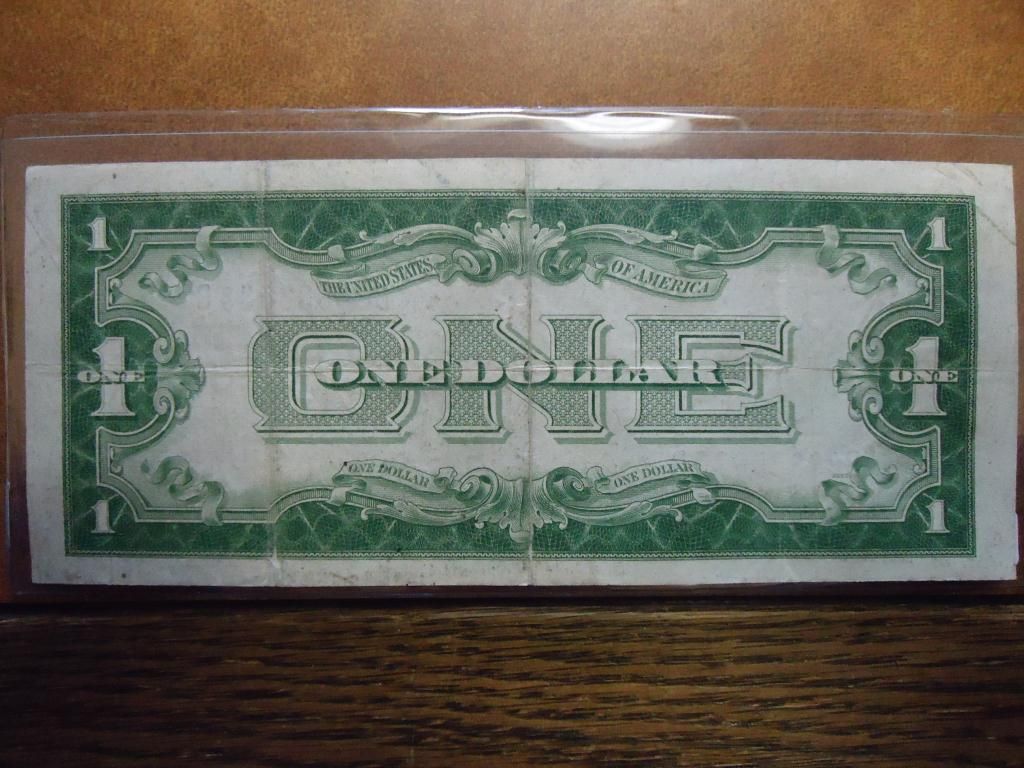 1 1
THE UNITED STATES OF AMERICA
ONE
1 ONE ONE DOLLAR 1 ONE
ONE DOLLAR ONE DOLLAR
1 1